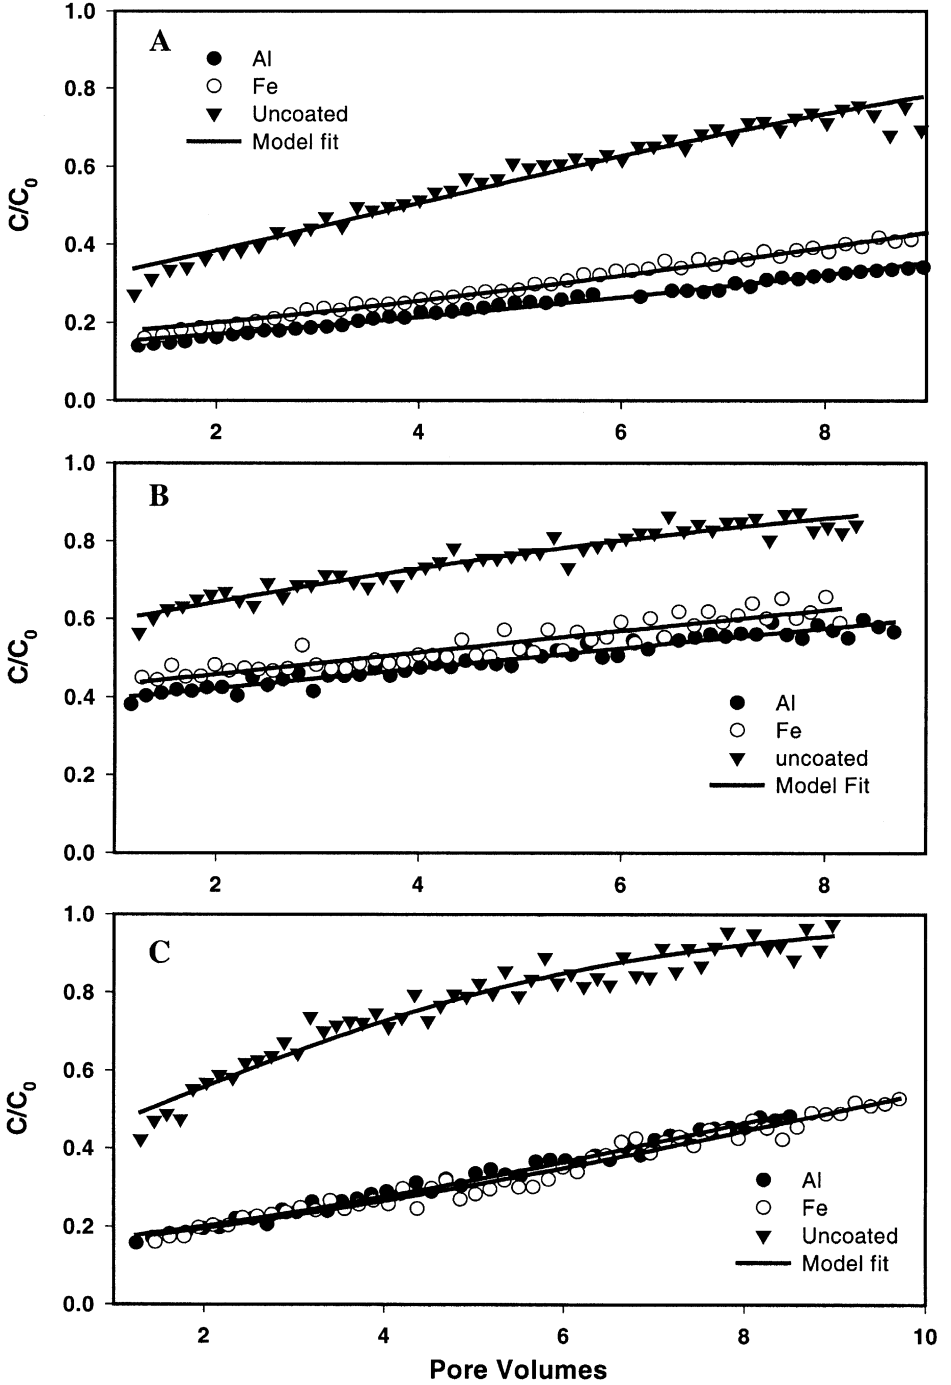 1.0
A
Al
Fe
Uncoated
Model fit
0.8
0.6
0.4
0.2
0.0
C/C0
2 4 6 8
1.0
B
0.8
0.6
0.4
0.2
0.0
C/C0
Al
Fe
uncoated
Model Fit
2 4 6 8
1.0
C
0.8
0.6
0.4
0.2
0.0
C/C0
Al
Fe
Uncoated
Model fit
2 4 6 8 10
Pore Volumes